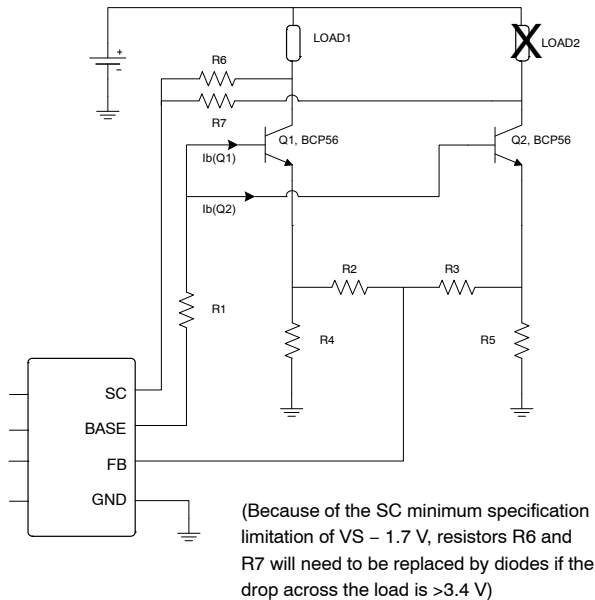 +
−
LOAD1
X LOAD2
R6
R7
Q1, BCP56
Q2, BCP56
Ib(Q1)
Ib(Q2)
R2
R3
R1
R4
R5
SC
BASE
FB
GND
(Because of the SC minimum specification
limitation of VS − 1.7 V, resistors R6 and
R7 will need to be replaced by diodes if the
drop across the load is >3.4 V)